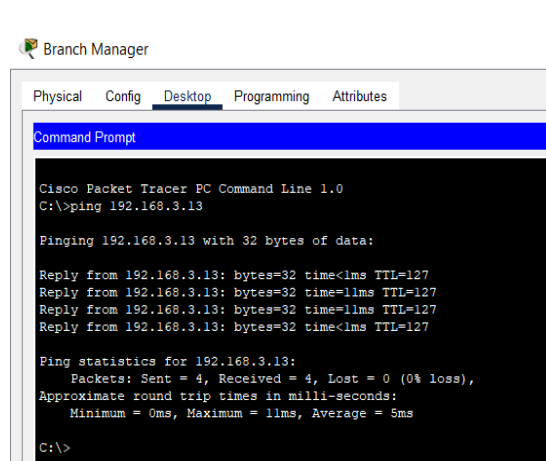 Branch Manager
Physical Config Desktop Programming Attributes
Command Prompt
Cisco Packet Tracer PC Command Line 1.0
C:\>ping 192.168.3.13
Pinging 192.168.3.13 with 32 bytes of data:
Reply from 192.168.3.13: bytes=32 time<1ms TTL=127
Reply from 192.168.3.13: bytes=32 time=11ms TTL=127
Reply from 192.168.3.13: bytes=32 time=11ms TTL=127
Reply from 192.168.3.13: bytes=32 time<1ms TTL=127
Ping statistics for 192.168.3.13:
Packets: Sent = 4, Received = 4, Lost = 0 (0% loss),
Approximate round trip times in milli-seconds:
Minimum = 0ms, Maximum = 11ms, Average = 5ms
C:\>